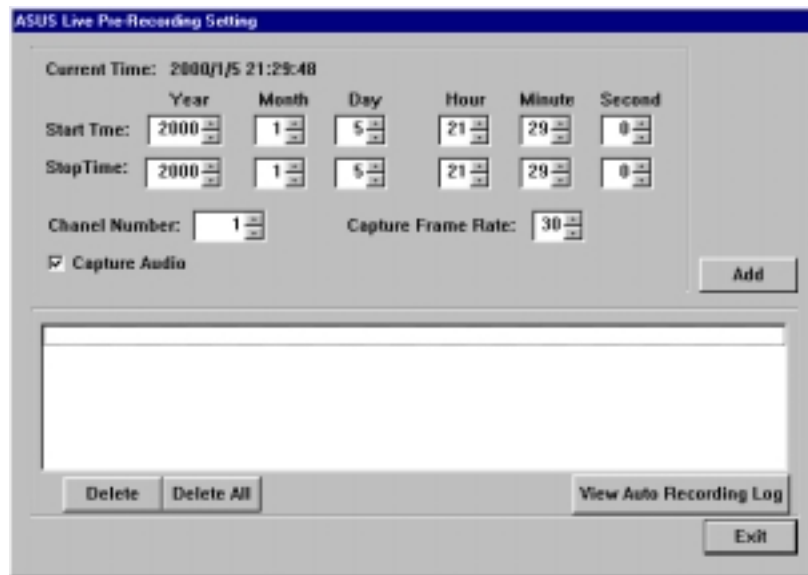 ASUS Live Pre-Recording Setting
Current Time: 2000/1/5 21:29:48
Year Month Day Hour Minute Second
Start Tme: 2000 1 5 21 29 0
StopTime: 2000 1 5 21 29 0
Chanel Number: 1 Capture Frame Rate: 30
Capture Audio
Add
Delete Delete All View Auto Recording Log
Exit